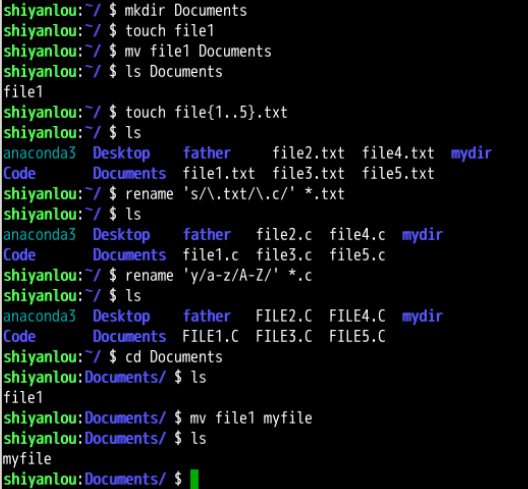 shiyanlou:~/ $ mkdir Documents
shiyanlou:~/ $ touch file1
shiyanlou:~/ $ mv file1 Documents
shiyanlou:~/ $ ls Documents
file1
shiyanlou:~/ $ touch file{1..5}.txt
shiyanlou:~/ $ ls
anaconda3  Desktop    father     file2.txt  file4.txt  mydir
Code       Documents  file1.txt  file3.txt  file5.txt
shiyanlou:~/ $ rename 's/\.txt/\.c/' *.txt
shiyanlou:~/ $ ls
anaconda3  Desktop    father   file2.c  file4.c  mydir
Code       Documents  file1.c  file3.c  file5.c
shiyanlou:~/ $ rename 'y/a-z/A-Z/' *.c
shiyanlou:~/ $ ls
anaconda3  Desktop    father   FILE2.C  FILE4.C  mydir
Code       Documents  FILE1.C  FILE3.C  FILE5.C
shiyanlou:~/ $ cd Documents
shiyanlou:Documents/ $ ls
file1
shiyanlou:Documents/ $ mv file1 myfile
shiyanlou:Documents/ $ ls
myfile
shiyanlou:Documents/ $